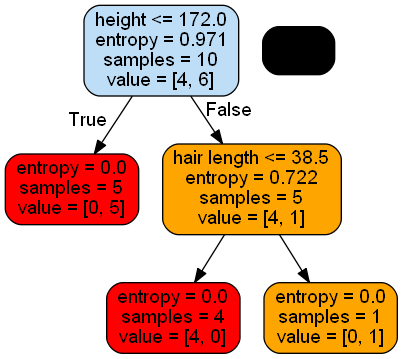 height <= 172.0
entropy = 0.971
samples = 10
value = [4, 6]
True
False
entropy = 0.0
samples = 5
value = [0, 5]
hair length <= 38.5
entropy = 0.722
samples = 5
value = [4, 1]
entropy = 0.0
samples = 4
value = [4, 0]
entropy = 0.0
samples = 1
value = [0, 1]